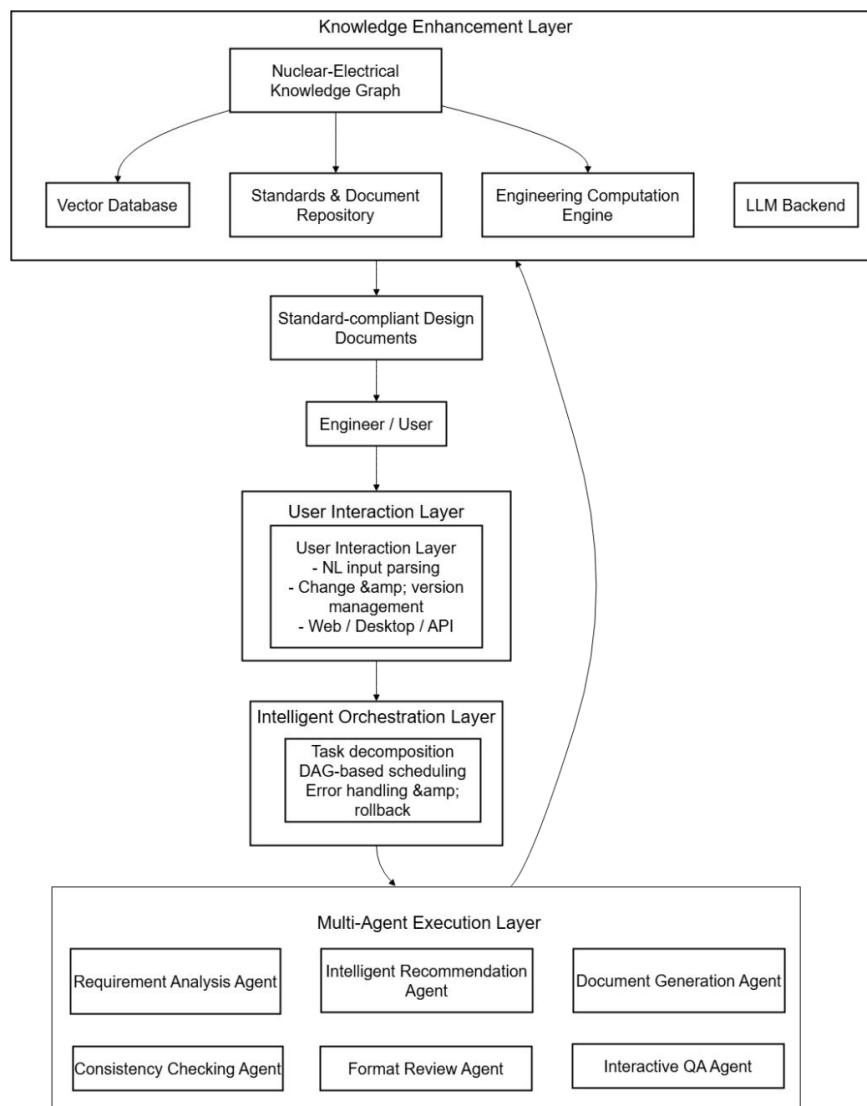 Knowledge Enhancement Layer
Nuclear-Electrical
Knowledge Graph
Vector Database
Standards & Document
Repository
Engineering Computation
Engine
LLM Backend
Standard-compliant Design
Documents
Engineer / User
User Interaction Layer
User Interaction Layer
- NL input parsing
- Change &amp; version
management
- Web / Desktop / API
Intelligent Orchestration Layer
Task decomposition
DAG-based scheduling
Error handling &amp;
rollback
Multi-Agent Execution Layer
Requirement Analysis Agent
Intelligent Recommendation
Agent
Document Generation Agent
Consistency Checking Agent
Format Review Agent
Interactive QA Agent